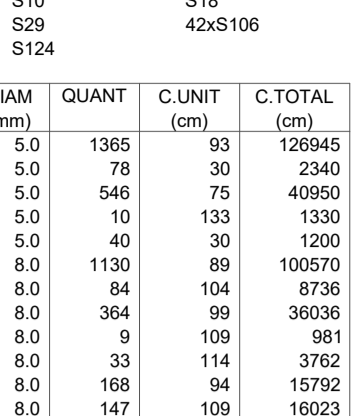 S10 S18
S29 42xS106
S124
IAM QUANT C.UNIT C.TOTAL
mm) (cm) (cm)
5.0 1365 93 126945
5.0 78 30 2340
5.0 546 75 40950
5.0 10 133 1330
5.0 40 30 1200
8.0 1130 89 100570
8.0 84 104 8736
8.0 364 99 36036
8.0 9 109 981
8.0 33 114 3762
8.0 168 94 15792
8.0 147 109 16023